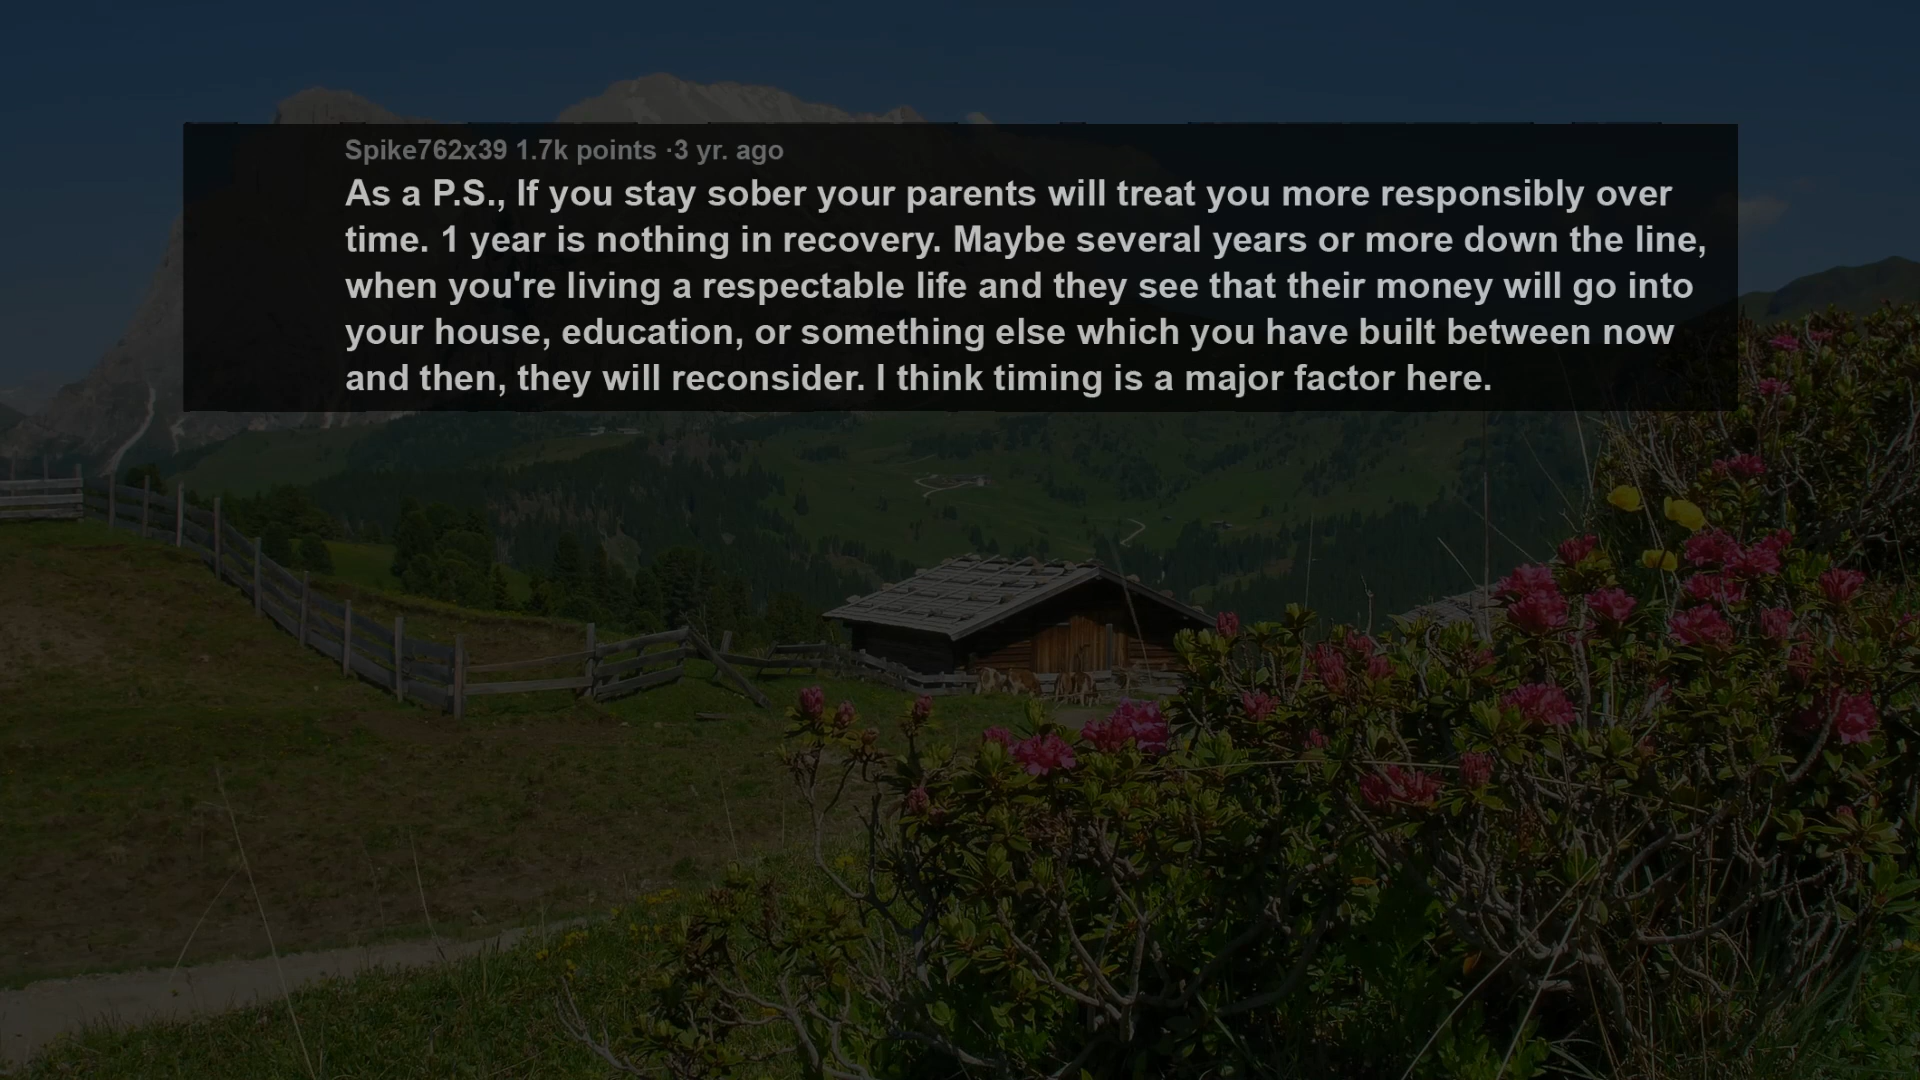 Spike762x39 1.7k points ·3 yr. ago
As a P.S., If you stay sober your parents will treat you more responsibly over
time. 1 year is nothing in recovery. Maybe several years or more down the line,
when you're living a respectable life and they see that their money will go into
your house, education, or something else which you have built between now
and then, they will reconsider. I think timing is a major factor here.